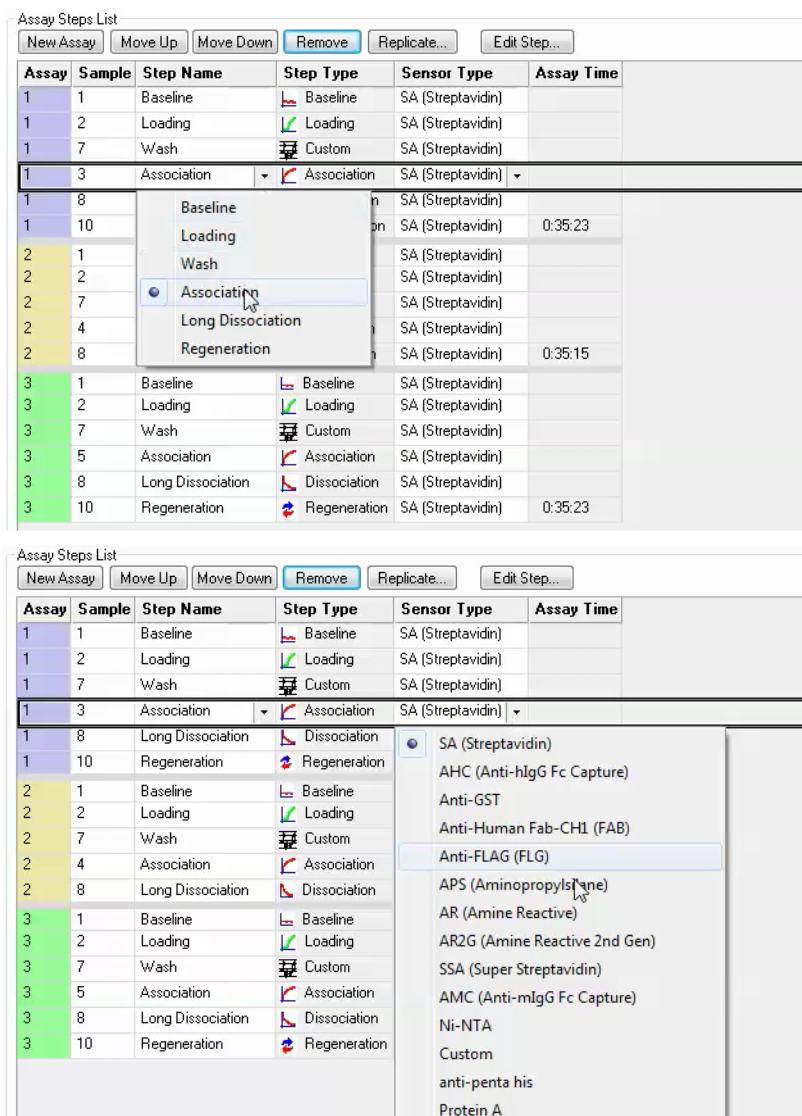 Assay Steps List
New Assay Move Up Move Down Remove Replicate... Edit Step...
Assay Sample Step Name Step Type Sensor Type Assay Time
1 1 Baseline Baseline SA (Streptavidin)
1 2 Loading Loading SA (Streptavidin)
1 7 Wash Custom SA (Streptavidin)
1 3 Association Association SA (Streptavidin)
1 8 n SA (Streptavidin)
1 10 on SA (Streptavidin) 0:35:23
2 1 SA (Streptavidin)
2 2 SA (Streptavidin)
2 7 SA (Streptavidin)
2 4 SA (Streptavidin)
2 8 SA (Streptavidin) 0:35:15
Baseline
Loading
Wash
Association
Long Dissociation
Regeneration
3 1 Baseline Baseline SA (Streptavidin)
3 2 Loading Loading SA (Streptavidin)
3 7 Wash Custom SA (Streptavidin)
3 5 Association Association SA (Streptavidin)
3 8 Long Dissociation Dissociation SA (Streptavidin)
3 10 Regeneration Regeneration SA (Streptavidin) 0:35:23
Assay Steps List
New Assay Move Up Move Down Remove Replicate... Edit Step...
Assay Sample Step Name Step Type Sensor Type Assay Time
1 1 Baseline Baseline SA (Streptavidin)
1 2 Loading Loading SA (Streptavidin)
1 7 Wash Custom SA (Streptavidin)
1 3 Association Association SA (Streptavidin)
1 8 Long Dissociation Dissociation
1 10 Regeneration Regeneration
2 1 Baseline Baseline
2 2 Loading Loading
2 7 Wash Custom
2 4 Association Association
2 8 Long Dissociation Dissociation
3 1 Baseline Baseline
3 2 Loading Loading
3 7 Wash Custom
3 5 Association Association
3 8 Long Dissociation Dissociation
3 10 Regeneration Regeneration
SA (Streptavidin)
AHC (Anti-hIgG Fc Capture)
Anti-GST
Anti-Human Fab-CH1 (FAB)
Anti-FLAG (FLG)
APS (Aminopropylsilane)
AR (Amine Reactive)
AR2G (Amine Reactive 2nd Gen)
SSA (Super Streptavidin)
AMC (Anti-mIgG Fc Capture)
Ni-NTA
Custom
anti-penta his
Protein A